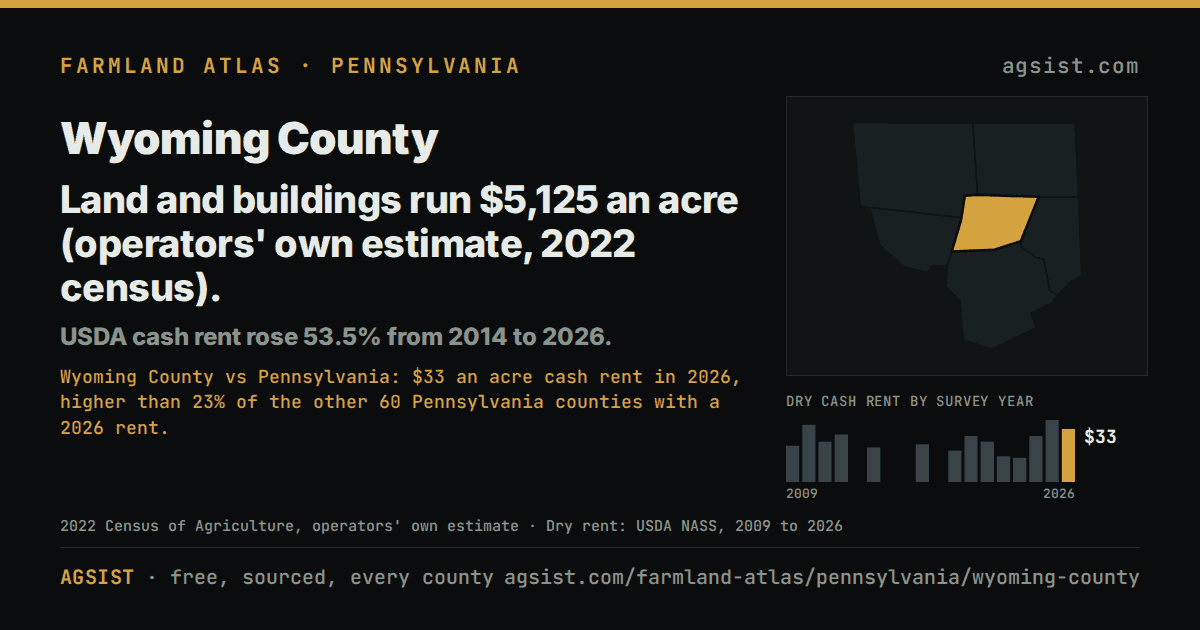 FARMLAND ATLAS · PENNSYLVANIA
agsist.com
Wyoming County
Land and buildings run $5,125 an acre
(operators' own estimate, 2022
census).
USDA cash rent rose 53.5% from 2014 to 2026.
Wyoming County vs Pennsylvania: $33 an acre cash rent in 2026,
higher than 23% of the other 60 Pennsylvania counties with a
2026 rent.
DRY CASH RENT BY SURVEY YEAR
$33
2009
2026
2022 Census of Agriculture, operators' own estimate · Dry rent: USDA NASS, 2009 to 2026
AGSIST · free, sourced, every county
agsist.com/farmland-atlas/pennsylvania/wyoming-county